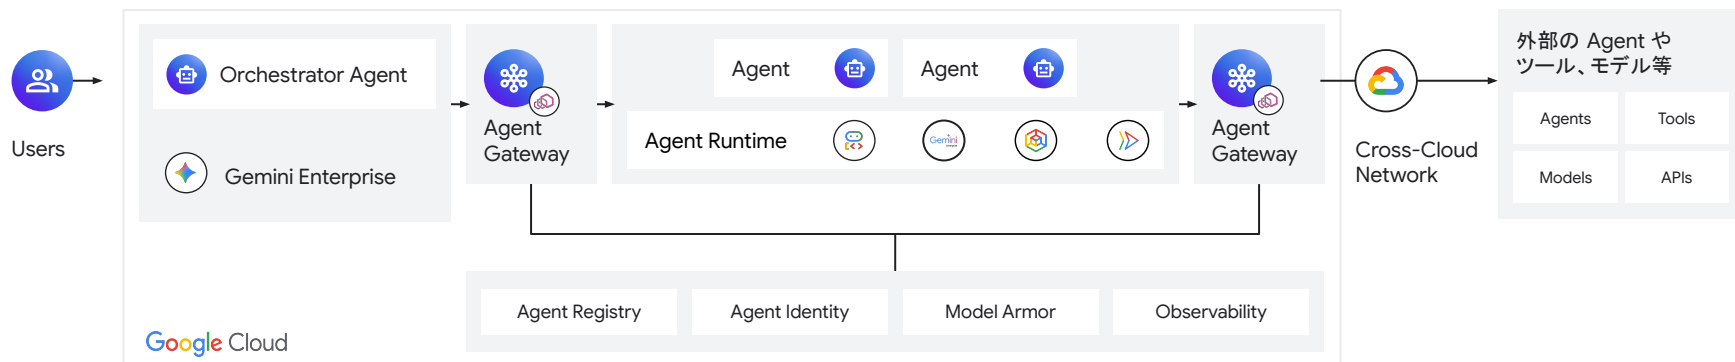 Users
Orchestrator Agent
Gemini Enterprise
Agent
Gateway
Agent
Agent
Agent Runtime
Gemini
Agent
Gateway
Cross-Cloud
Network
外部の Agent や
ツール、モデル等
Agents
Tools
Models
APIs
Agent Registry
Agent Identity
Model Armor
Observability
Google Cloud